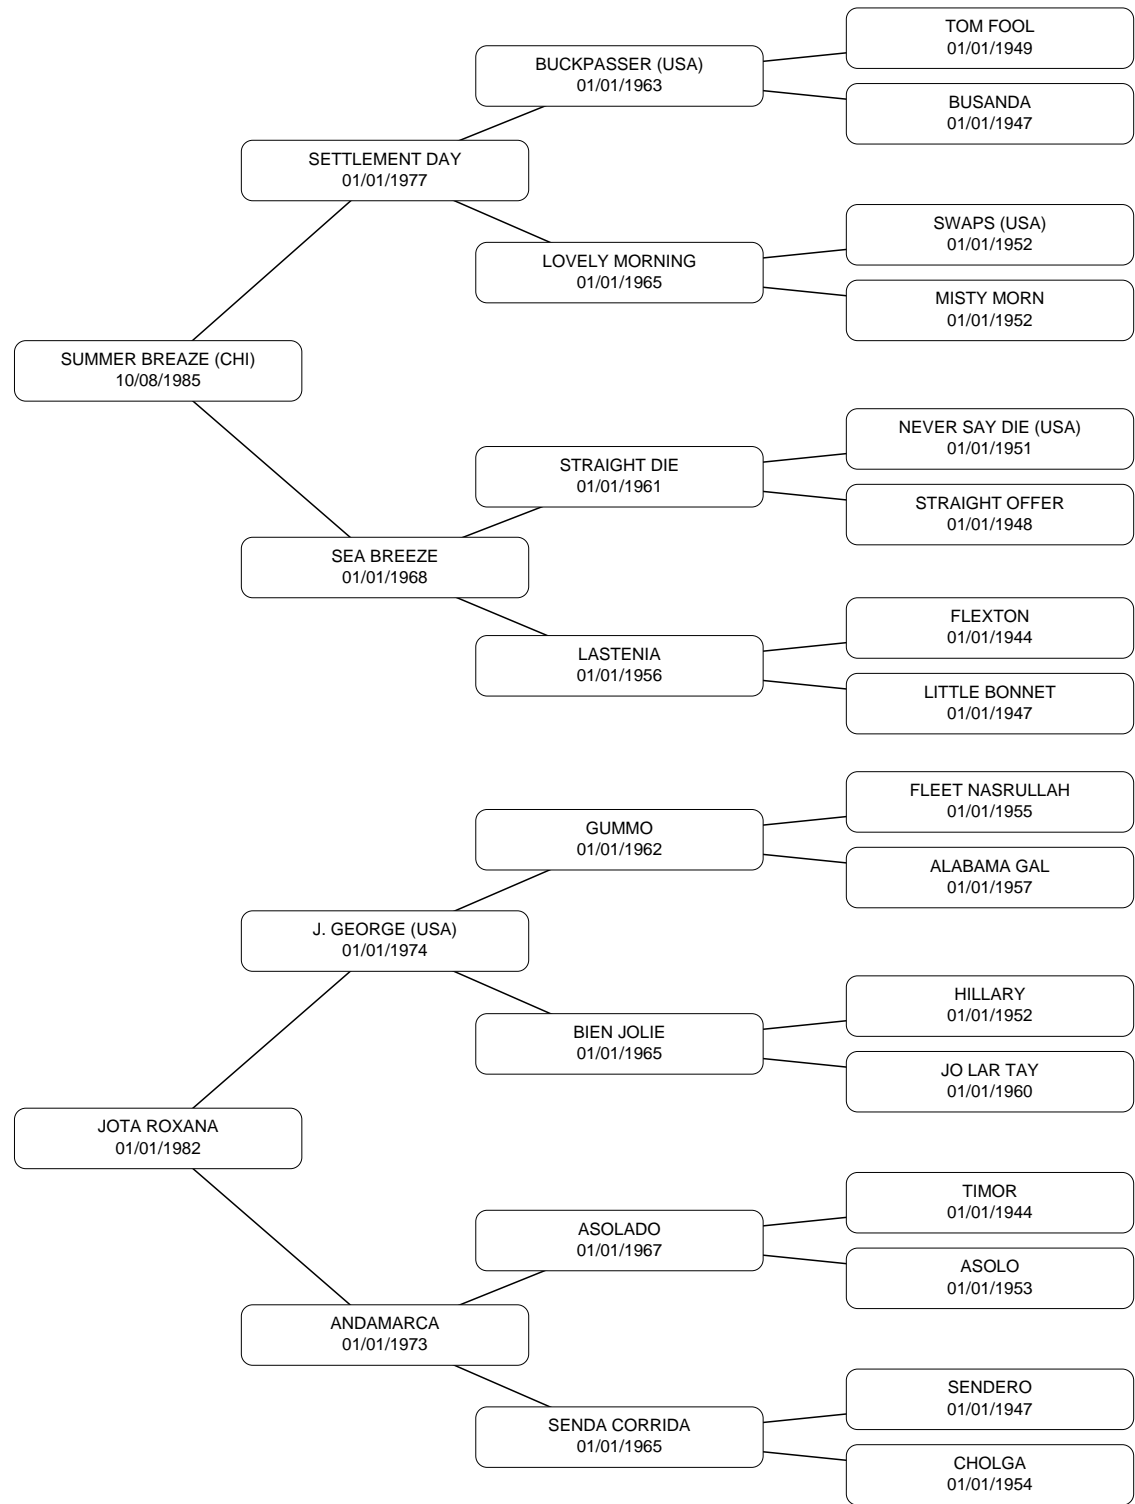 TOM FOOL
01/01/1949
BUCKPASSER (USA)
01/01/1963
BUSANDA
01/01/1947
SETTLEMENT DAY
01/01/1977
SWAPS (USA)
01/01/1952
LOVELY MORNING
01/01/1965
MISTY MORN
01/01/1952
SUMMER BREAZE (CHI)
10/08/1985
NEVER SAY DIE (USA)
01/01/1951
STRAIGHT DIE
01/01/1961
STRAIGHT OFFER
01/01/1948
SEA BREEZE
01/01/1968
FLEXTON
01/01/1944
LASTENIA
01/01/1956
LITTLE BONNET
01/01/1947
FLEET NASRULLAH
01/01/1955
GUMMO
01/01/1962
ALABAMA GAL
01/01/1957
J. GEORGE (USA)
01/01/1974
HILLARY
01/01/1952
BIEN JOLIE
01/01/1965
JO LAR TAY
01/01/1960
JOTA ROXANA
01/01/1982
TIMOR
01/01/1944
ASOLADO
01/01/1967
ASOLO
01/01/1953
ANDAMARCA
01/01/1973
SENDERO
01/01/1947
SENDA CORRIDA
01/01/1965
CHOLGA
01/01/1954